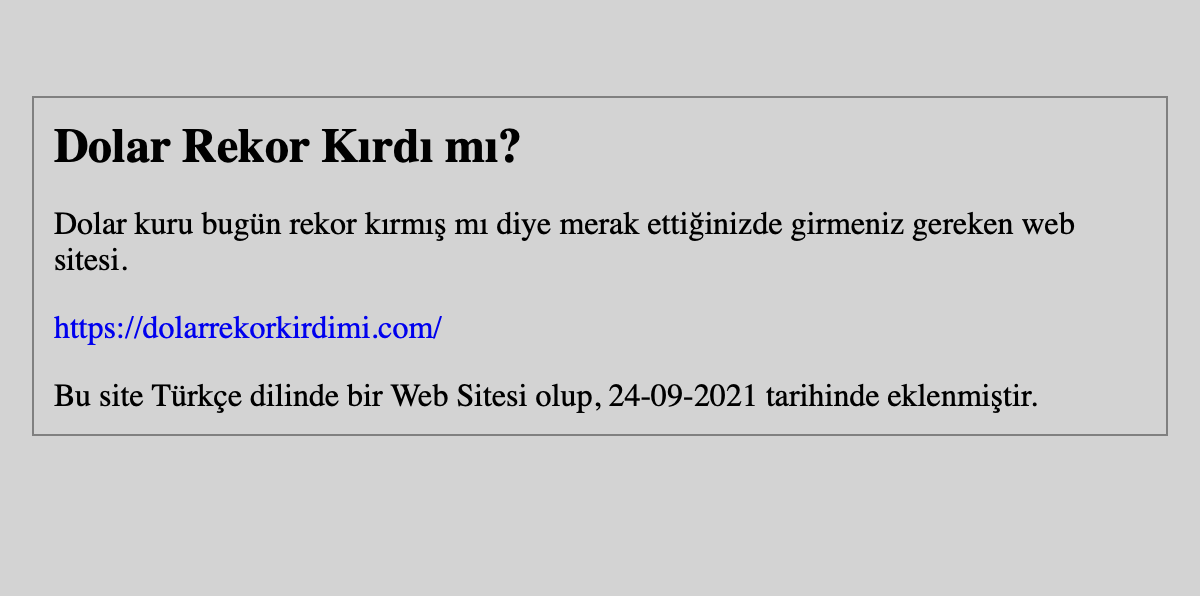 Dolar Rekor Kırdı mı?
Dolar kuru bugün rekor kırmış mı diye merak ettiğinizde girmeniz gereken web
sitesi.
https://dolarrekorkirdimi.com/
Bu site Türkçe dilinde bir Web Sitesi olup, 24-09-2021 tarihinde eklenmiştir.